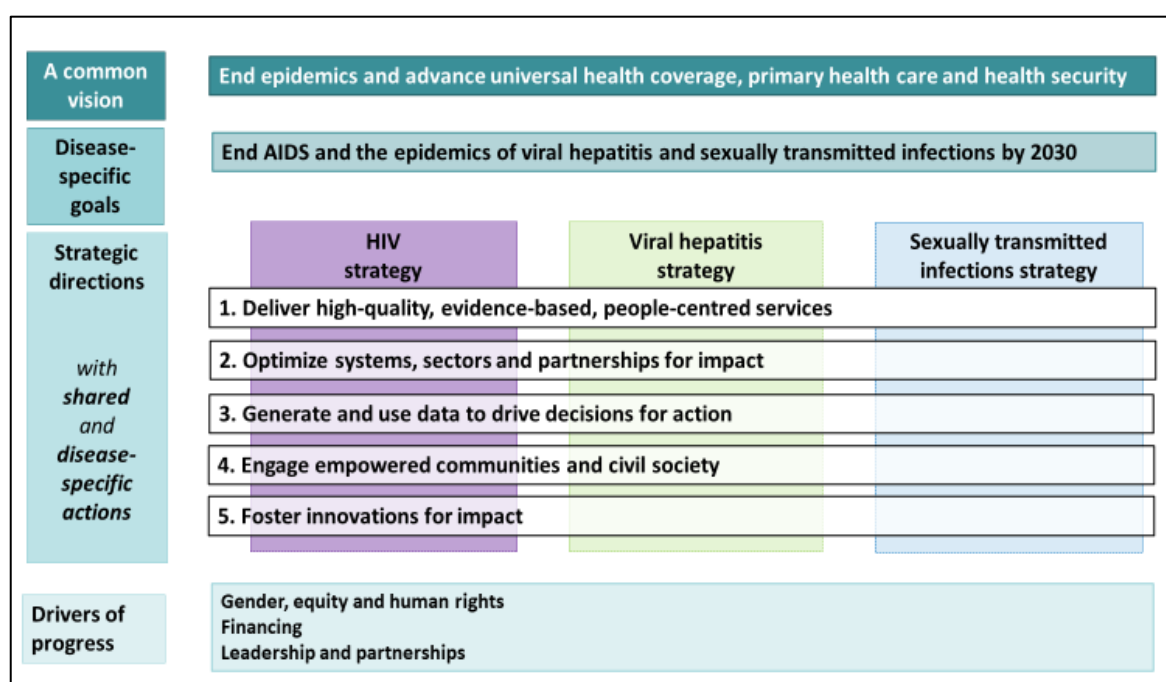 A common
vision
End epidemics and advance universal health coverage, primary health care and health security
Disease-
specific
goals
End AIDS and the epidemics of viral hepatitis and sexually transmitted infections by 2030
Strategic
directions
with
shared
and
disease-
specific
actions
HIV
strategy
Viral hepatitis
strategy
Sexually transmitted
infections strategy
1. Deliver high-quality, evidence-based, people-centred services
2. Optimize systems, sectors and partnerships for impact
3. Generate and use data to drive decisions for action
4. Engage empowered communities and civil society
5. Foster innovations for impact
Drivers of
progress
Gender, equity and human rights
Financing
Leadership and partnerships